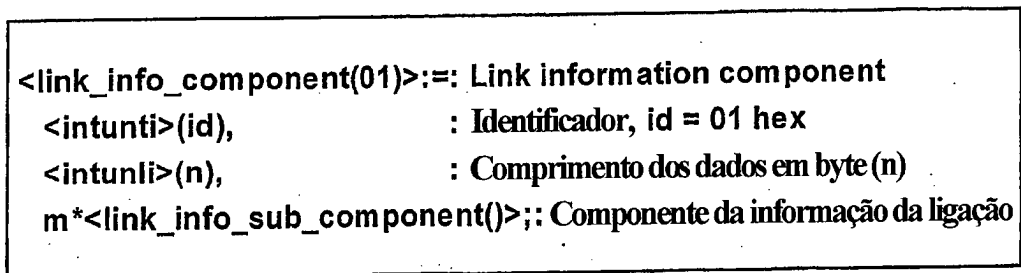 <link_info_component(01)>:=: Link information component
<intunti>(id), : Identificador, id = 01 hex
<intunli>(n), : Comprimento dos dados em byte (n)
m*<link_info_sub_component()>;: Componente da informação da ligação